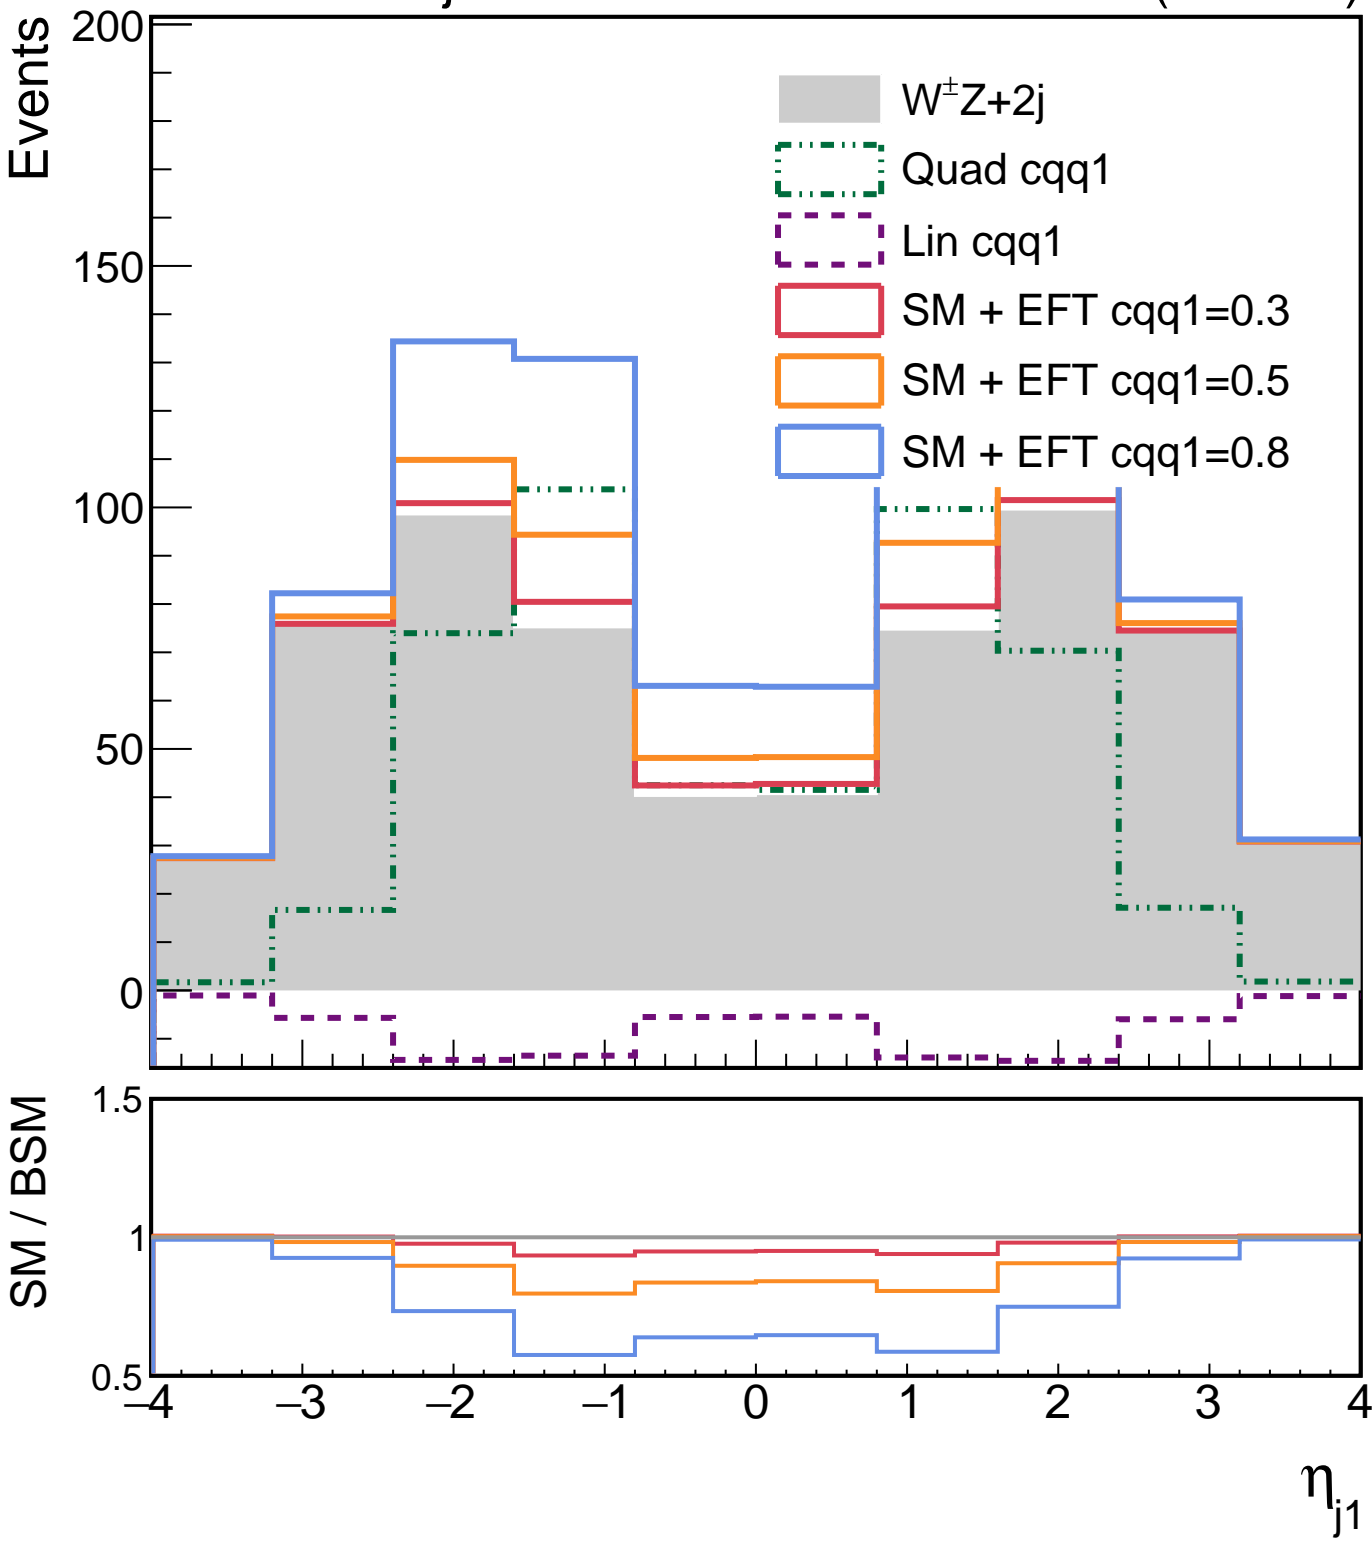 200
150
100
50
0
Events
W±Z+2j
Quad cqq1
Lin cqq1
SM + EFT cqq1=0.3
SM + EFT cqq1=0.5
SM + EFT cqq1=0.8
1.5
1
0.5
SM / BSM
−4 −3 −2 −1 0 1 2 3 4
ηj1